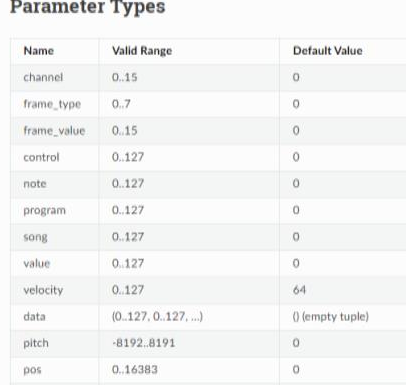 Parameter Types
Name Valid Range Default Value
channel 0..15 0
frame_type 0..7 0
frame_value 0..15 0
control 0..127 0
note 0..127 0
program 0..127 0
song 0..127 0
value 0..127 0
velocity 0..127 64
data (0..127, 0..127, ...) () (empty tuple)
pitch -8192..8191 0
pos 0..16383 0